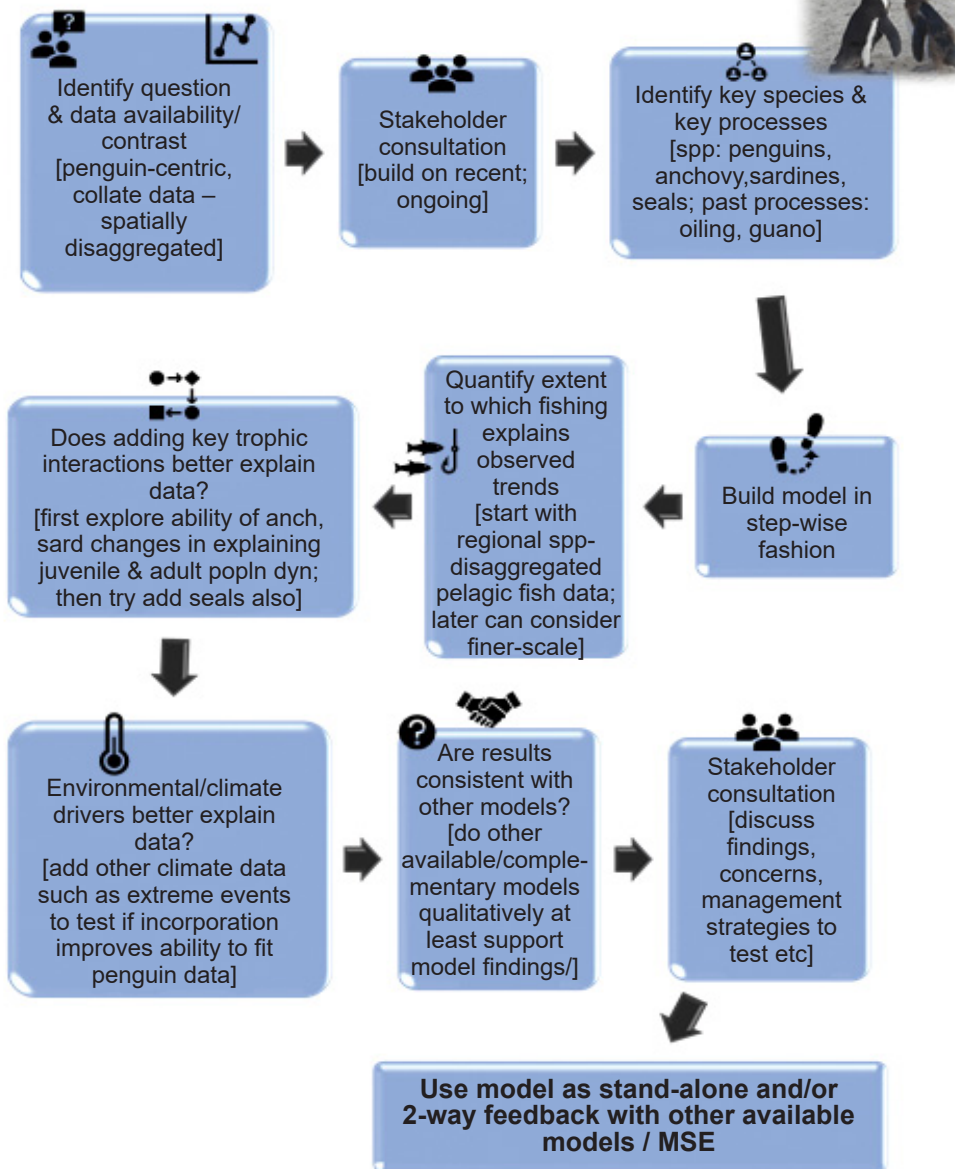 Identify question
& data availability/
contrast
[penguin-centric,
collate data –
spatially
disaggregated]
Stakeholder
consultation
[build on recent;
ongoing]
Identify key species &
key processes
[spp: penguins,
anchovy,sardines,
seals; past processes:
oiling, guano]
Build model in
step-wise
fashion
Quantify extent
to which fishing
explains
observed
trends
[start with
regional spp-
disaggregated
pelagic fish data;
later can consider
finer-scale]
Does adding key trophic
interactions better explain
data?
[first explore ability of anch,
sard changes in explaining
juvenile & adult popln dyn;
then try add seals also]
Environmental/climate
drivers better explain
data?
[add other climate data
such as extreme events
to test if incorporation
improves ability to fit
penguin data]
Are results
consistent with
other models?
[do other
available/comple-
mentary models
qualitatively at
least support
model findings/]
Stakeholder
consultation
[discuss
findings,
concerns,
management
strategies to
test etc]
Use model as stand-alone and/or
2-way feedback with other available
models / MSE